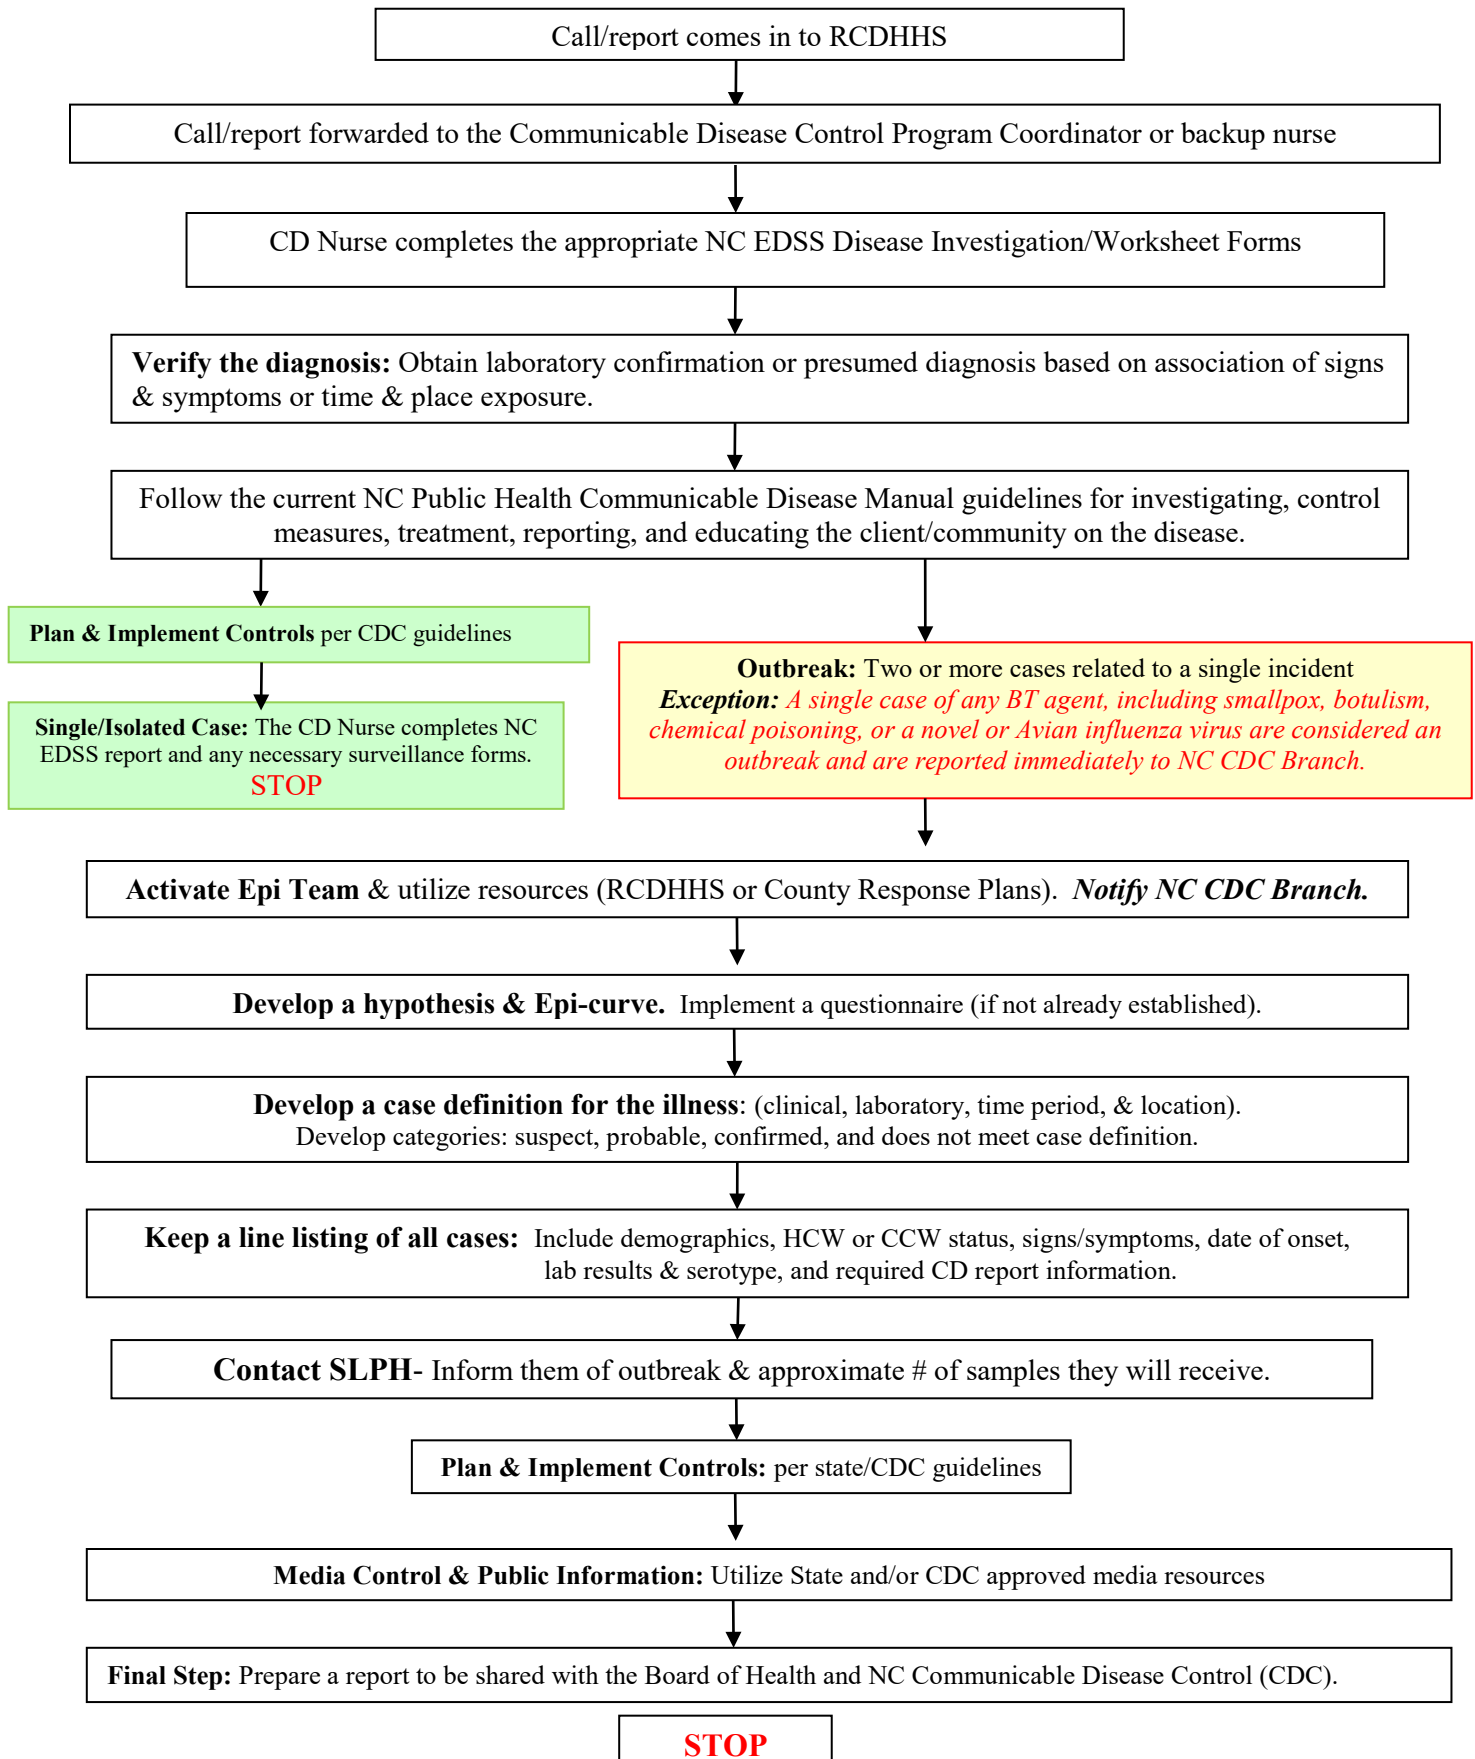 Call/report comes in to RCDHHS
Call/report forwarded to the Communicable Disease Control Program Coordinator or backup nurse
CD Nurse completes the appropriate NC EDSS Disease Investigation/Worksheet Forms
Verify the diagnosis: Obtain laboratory confirmation or presumed diagnosis based on association of signs
& symptoms or time & place exposure.
Follow the current NC Public Health Communicable Disease Manual guidelines for investigating, control
measures, treatment, reporting, and educating the client/community on the disease.
Plan & Implement Controls per CDC guidelines
Single/Isolated Case: The CD Nurse completes NC
EDSS report and any necessary surveillance forms.
STOP
Outbreak: Two or more cases related to a single incident
Exception: A single case of any BT agent, including smallpox, botulism,
chemical poisoning, or a novel or Avian influenza virus are considered an
outbreak and are reported immediately to NC CDC Branch.
Activate Epi Team & utilize resources (RCDHHS or County Response Plans). Notify NC CDC Branch.
Develop a hypothesis & Epi-curve. Implement a questionnaire (if not already established).
Develop a case definition for the illness: (clinical, laboratory, time period, & location).
Develop categories: suspect, probable, confirmed, and does not meet case definition.
Keep a line listing of all cases: Include demographics, HCW or CCW status, signs/symptoms, date of onset,
lab results & serotype, and required CD report information.
Contact SLPH- Inform them of outbreak & approximate # of samples they will receive.
Plan & Implement Controls: per state/CDC guidelines
Media Control & Public Information: Utilize State and/or CDC approved media resources
Final Step: Prepare a report to be shared with the Board of Health and NC Communicable Disease Control (CDC).
STOP